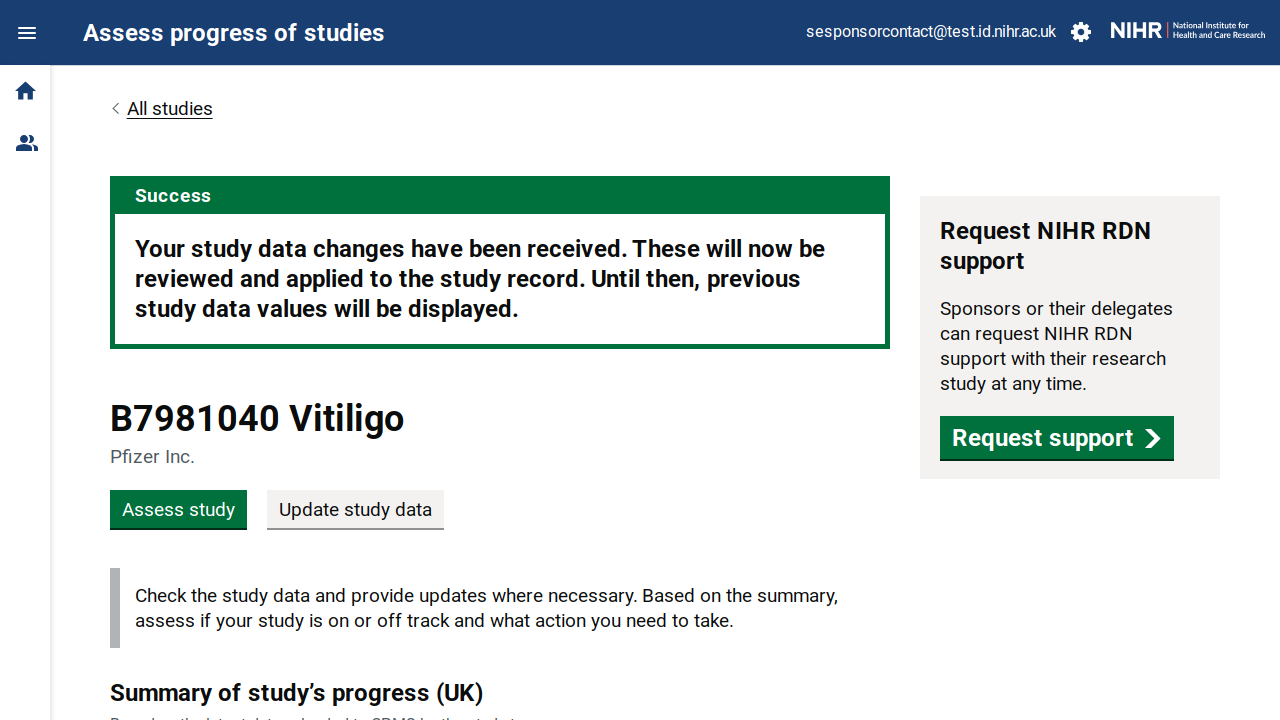 Assess progress of studies
sesponsorcontact@test.id.nihr.ac.uk
NIHR | National Institute for
Health and Care Research
All studies
Success
Your study data changes have been received. These will now be
reviewed and applied to the study record. Until then, previous
study data values will be displayed.
Request NIHR RDN
support
Sponsors or their delegates
can request NIHR RDN
support with their research
study at any time.
Request support
B7981040 Vitiligo
Pfizer Inc.
Assess study
Update study data
Check the study data and provide updates where necessary. Based on the summary,
assess if your study is on or off track and what action you need to take.
Summary of study’s progress (UK)